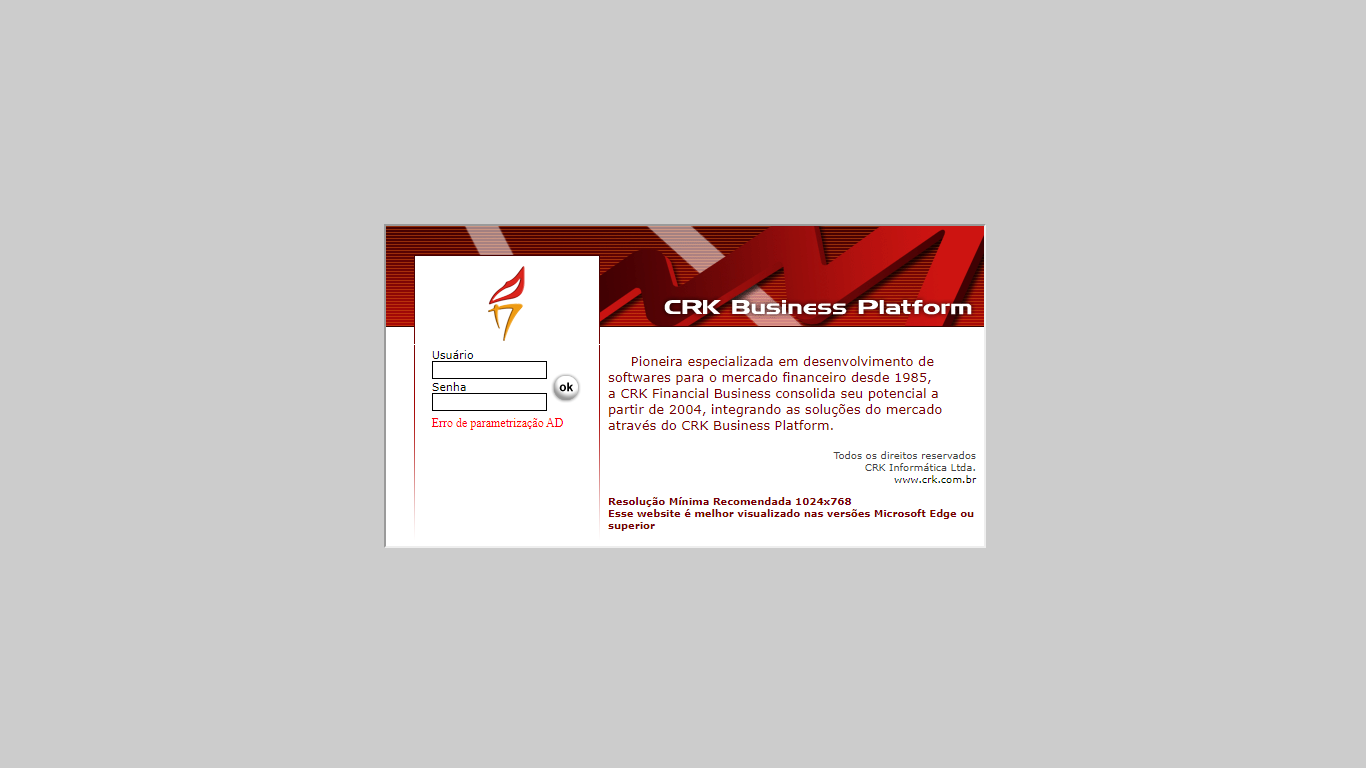 CRK Business Platform
Usuário
Senha
ok
Erro de parametrização AD
Pioneira especializada em desenvolvimento de
softwares para o mercado financeiro desde 1985,
a CRK Financial Business consolida seu potencial a
partir de 2004, integrando as soluções do mercado
através do CRK Business Platform.
Todos os direitos reservados
CRK Informática Ltda.
www.crk.com.br
Resolução Mínima Recomendada 1024x768
Esse website é melhor visualizado nas versões Microsoft Edge ou
superior